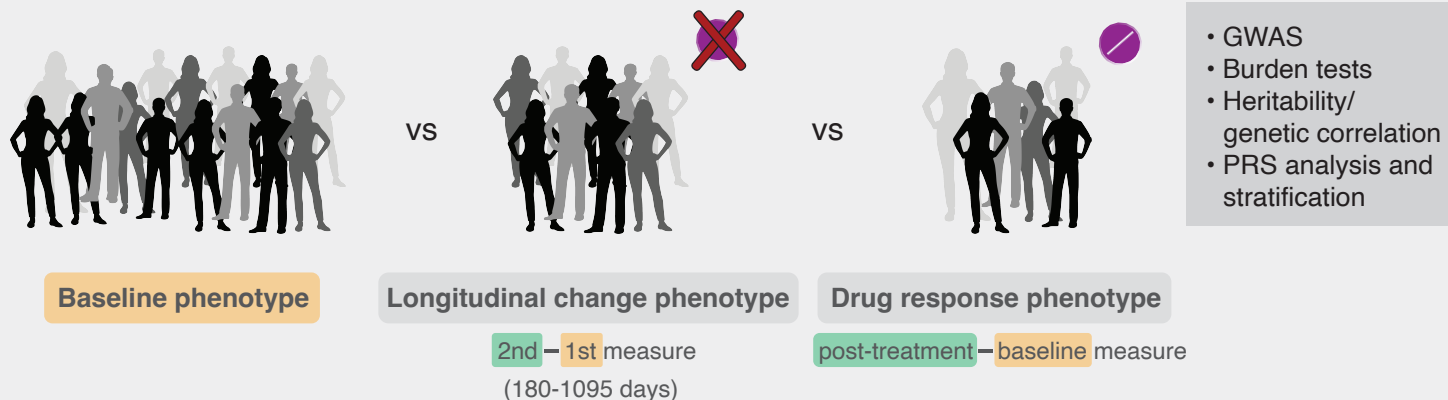 • GWAS
• Burden tests
• Heritability/
genetic correlation
• PRS analysis and
stratification
vs
vs
Baseline phenotype
Longitudinal change phenotype
Drug response phenotype
2nd – 1st measure
(180-1095 days)
post-treatment – baseline measure